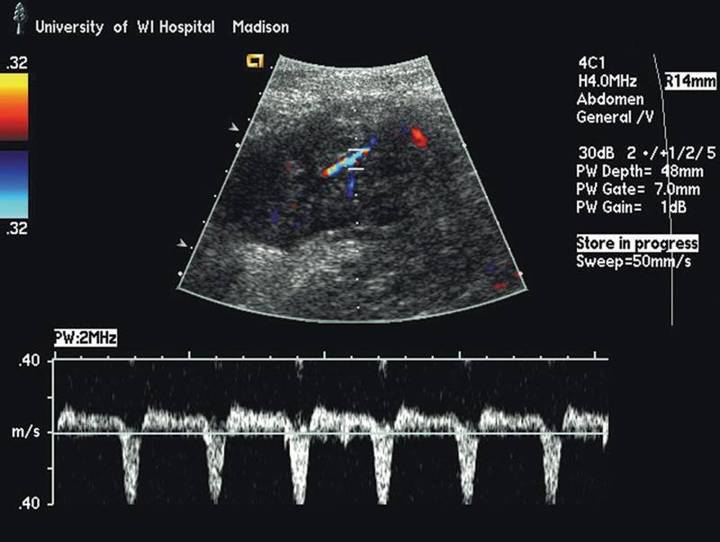 University of WI Hospital Madison
.32
.32
4C1
H4.0MHz R14mm
Abdomen
General /V
30dB 2 •/+1/2/5
PW Depth= 48mm
PW Gate= 7.0mm
PW Gain= 1dB
Store in progress
Sweep=50mm/s
PW:2MHz
.40
m/s
.40